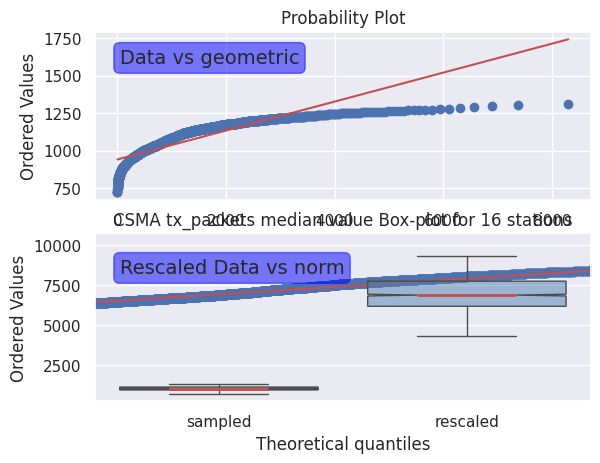 Probability Plot
Ordered Values
1750
1500
1250
1000
750
Data vs geometric
0 2000 4000 6000 8000
CSMA tx_packets median value Box-plot for 16 stations
Ordered Values
10000
7500
5000
2500
Rescaled Data vs norm
sampled rescaled
Theoretical quantiles